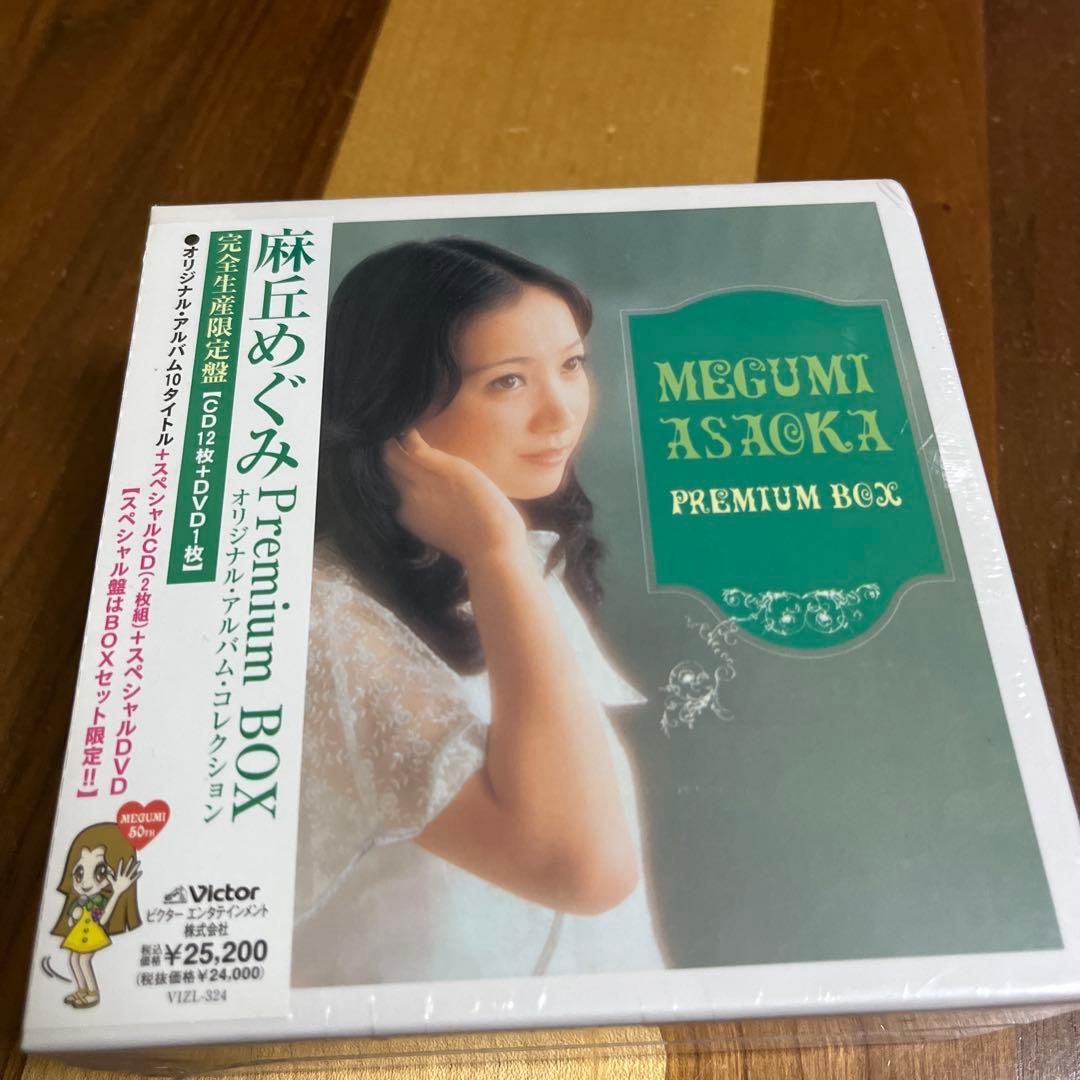 麻丘めぐみ Premium BOX
オリジナル・アルバム・コレクション
完全生産限定盤【CD12枚+DVD1枚】
●オリジナル・アルバム10タイトル+スペシャルCD(2枚組)+スペシャルDVD
【スペシャル盤はBOXセット限定!!】
MEGUMI
50TH
Victor
ビクター エンタテインメント
株式会社
税込価格¥25,200
(税抜価格¥24,000)
VIZL-324
MEGUMI
ASAOKA
PREMIUM BOX